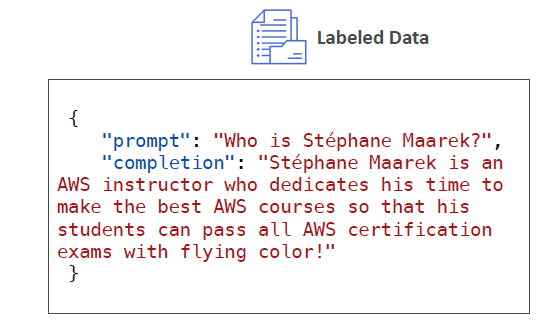 Labeled Data
{
"prompt": "Who is Stéphane Maarek?",
"completion": "Stéphane Maarek is an
AWS instructor who dedicates his time to
make the best AWS courses so that his
students can pass all AWS certification
exams with flying color!"
}